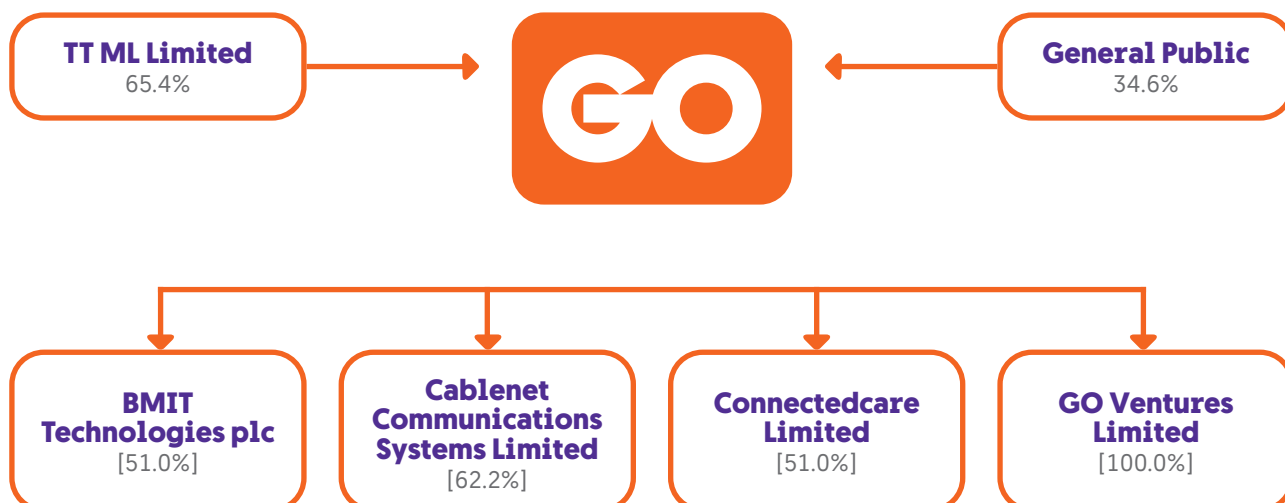 TT ML Limited
65.4%
GO
General Public
34.6%
BMIT
Technologies plc
[51.0%]
Cablenet
Communications
Systems Limited
[62.2%]
Connectedcare
Limited
[51.0%]
GO Ventures
Limited
[100.0%]